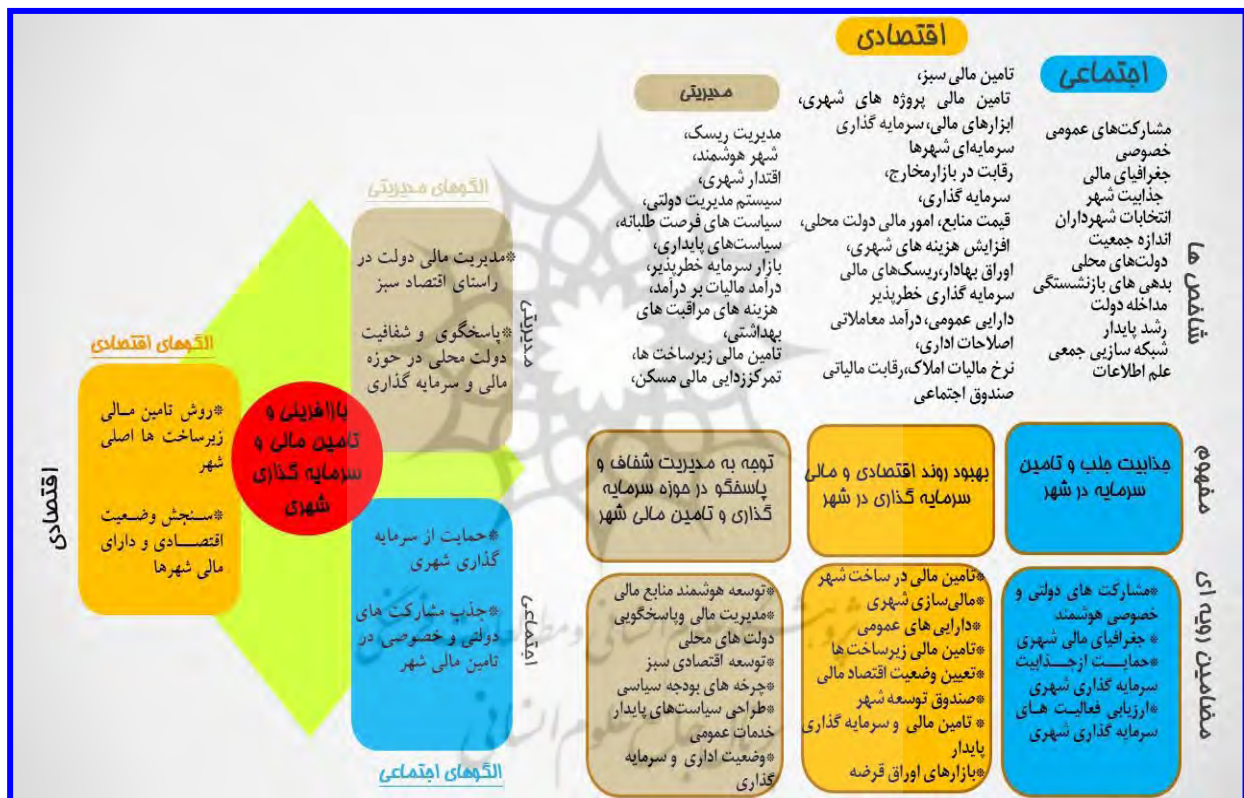 اقتصادی
اجتماعی
مدیریتی
مشارکت‌های عمومی
خصوصی
جغرافیای مالی
جذابیت شهر
انتخابات شهرداران
اندازه جمعیت
دولت‌های محلی
بدهی های بازنشستگی
مداخله دولت
رشد پایدار
شبکه سازیی جمعی
علم اطلاعات
تامین مالی سبز،
تامین مالی پروژه های شهری،
ابزارهای مالی،سرمایه گذاری
سرمایه‌ای شهرها
رقابت در بازارمخارج،
سرمایه گذاری،
قیمت منابع، امور مالی دولت محلی،
افزایش هزینه های شهری،
اوراق بهادار،ریسک‌های مالی
سرمایه گذاری خطرپذیر
دارایی عمومی، درآمد معاملاتی
اصلاحات اداری،
نرخ مالیات املاک،رقابت مالیاتی
صندوق اجتماعی
مدیریت ریسک،
شهر هوشمند،
اقتدار شهری،
سیستم مدیریت دولتی،
سیاست های فرصت طلبانه،
سیاست‌های پایداری،
بازار سرمایه خطرپذیر،
درآمد مالیات بر درآمد،
هزینه های مراقبت های
بهداشتی،
تامین مالی زیرساخت ها،
تمرکززدایی مالی مسکن،
شاخص ها
جذابیت جلب و تامین
سرمایه در شهر
بهبود روند اقتصادی و مالی
سرمایه گذاری در شهر
توجه به مدیریت شفاف و
پاسخگو در حوزه سرمایه
گذاری و تامین مالی شهر
مفهوم
*مشارکت های دولتی و
خصوصی هوشمند
* جغرافیای مالی شهری
*حمایت ازجذابیت
سرمایه گذاری شهری
*ارزیابی فعالیت های
سرمایه گذاری شهری
*تامین مالی در ساخت شهر
*مالی‌سازی شهری
*دارایی های عمومی
*تامین مالی زیرساخت ها
*تعیین وضعیت اقتصاد مالی
*صندوق توسعه شهر
* تامین مالی و سرمایه گذاری
پایدار
*بازارهای اوراق قرضه
*توسعه هوشمند منابع مالی
*مدیریت مالی وپاسخگویی
دولت های محلی
*توسعه اقتصادی سبز
*چرخه های بودجه سیاسی
*طراحی سیاست‌های پایدار
خدمات عمومی
*وضعیت اداری و سرمایه
گذاری
مضامین رویه ای
الگوهای مدیریتی
*مدیریت مالی دولت در
راستای اقتصاد سبز
*پاسخگوی و شفافیت
دولت محلی در حوزه
مالی و سرمایه گذاری
مدیریتی
بازآفرینی و
تامین مالی و
سرمایه گذاری
شهری
الگوهای اقتصادی
*روش تامین مالی
زیرساخت ها اصلی
شهر
*سنجش وضعیت
اقتصادی و دارای
مالی شهرها
اقتصادی
*حمایت از سرمایه
گذاری شهری
*جذب مشارکت های
دولتی و خصوصی در
تامین مالی شهر
اجتماعی
الگوهای اجتماعی